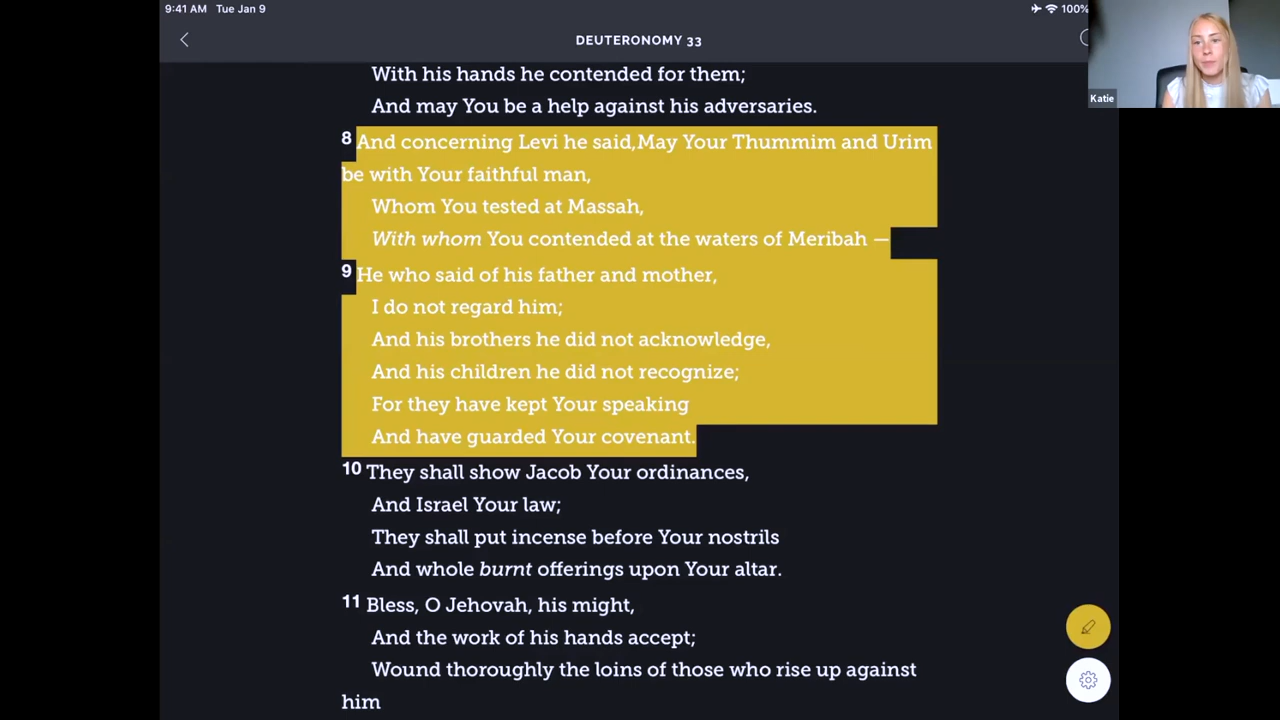 9:41 AM Tue Jan 9
100%
DEUTERONOMY 33
Katie
With his hands he contended for them;
And may You be a help against his adversaries.
8 And concerning Levi he said,May Your Thummim and Urim
be with Your faithful man,
Whom You tested at Massah,
With whom You contended at the waters of Meribah —
9 He who said of his father and mother,
I do not regard him;
And his brothers he did not acknowledge,
And his children he did not recognize;
For they have kept Your speaking
And have guarded Your covenant.
10 They shall show Jacob Your ordinances,
And Israel Your law;
They shall put incense before Your nostrils
And whole burnt offerings upon Your altar.
11 Bless, O Jehovah, his might,
And the work of his hands accept;
Wound thoroughly the loins of those who rise up against
him